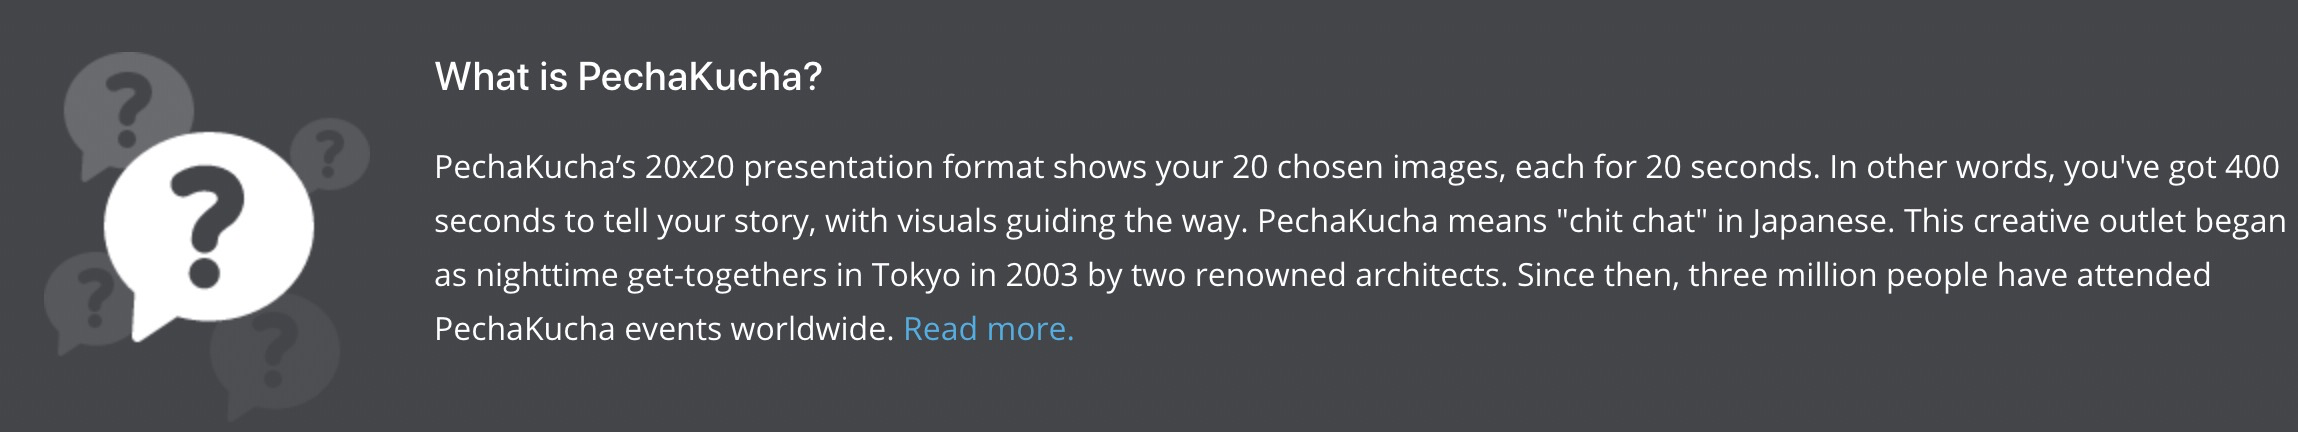 What is PechaKucha?
PechaKucha’s 20x20 presentation format shows your 20 chosen images, each for 20 seconds. In other words, you've got 400
seconds to tell your story, with visuals guiding the way. PechaKucha means "chit chat" in Japanese. This creative outlet began
as nighttime get-togethers in Tokyo in 2003 by two renowned architects. Since then, three million people have attended
PechaKucha events worldwide. Read more.